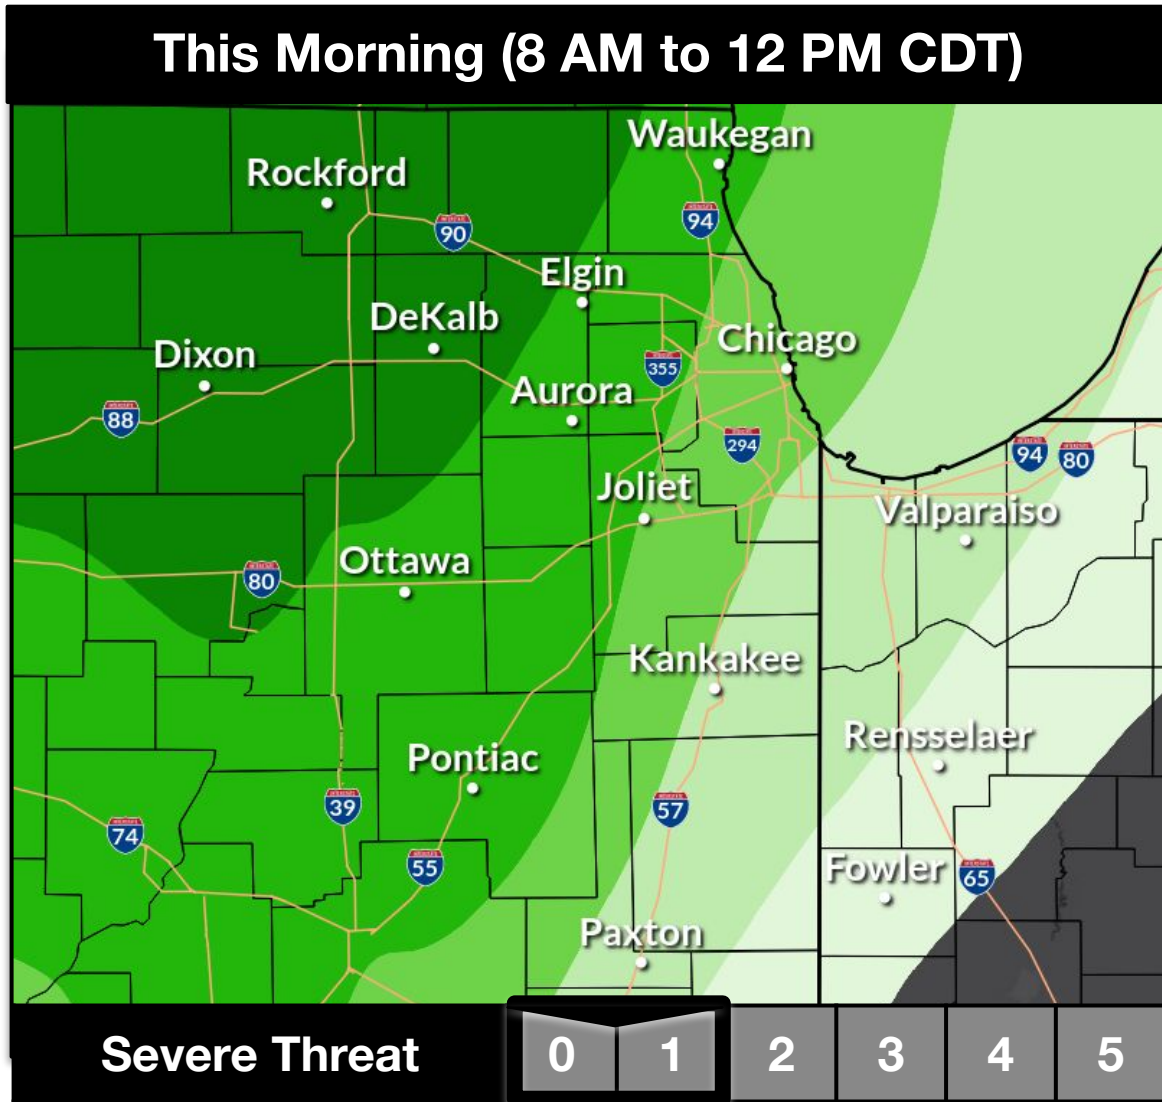 This Morning (8 AM to 12 PM CDT)
Waukegan
Rockford
94
90
Elgin
DeKalb
Chicago
Dixon
355
Aurora
88
294
94
80
Joliet
Valparaiso
Ottawa
80
Kankakee
Rensselaer
Pontiac
39
57
74
55
Fowler
65
Paxton
Severe Threat 0 1 2 3 4 5